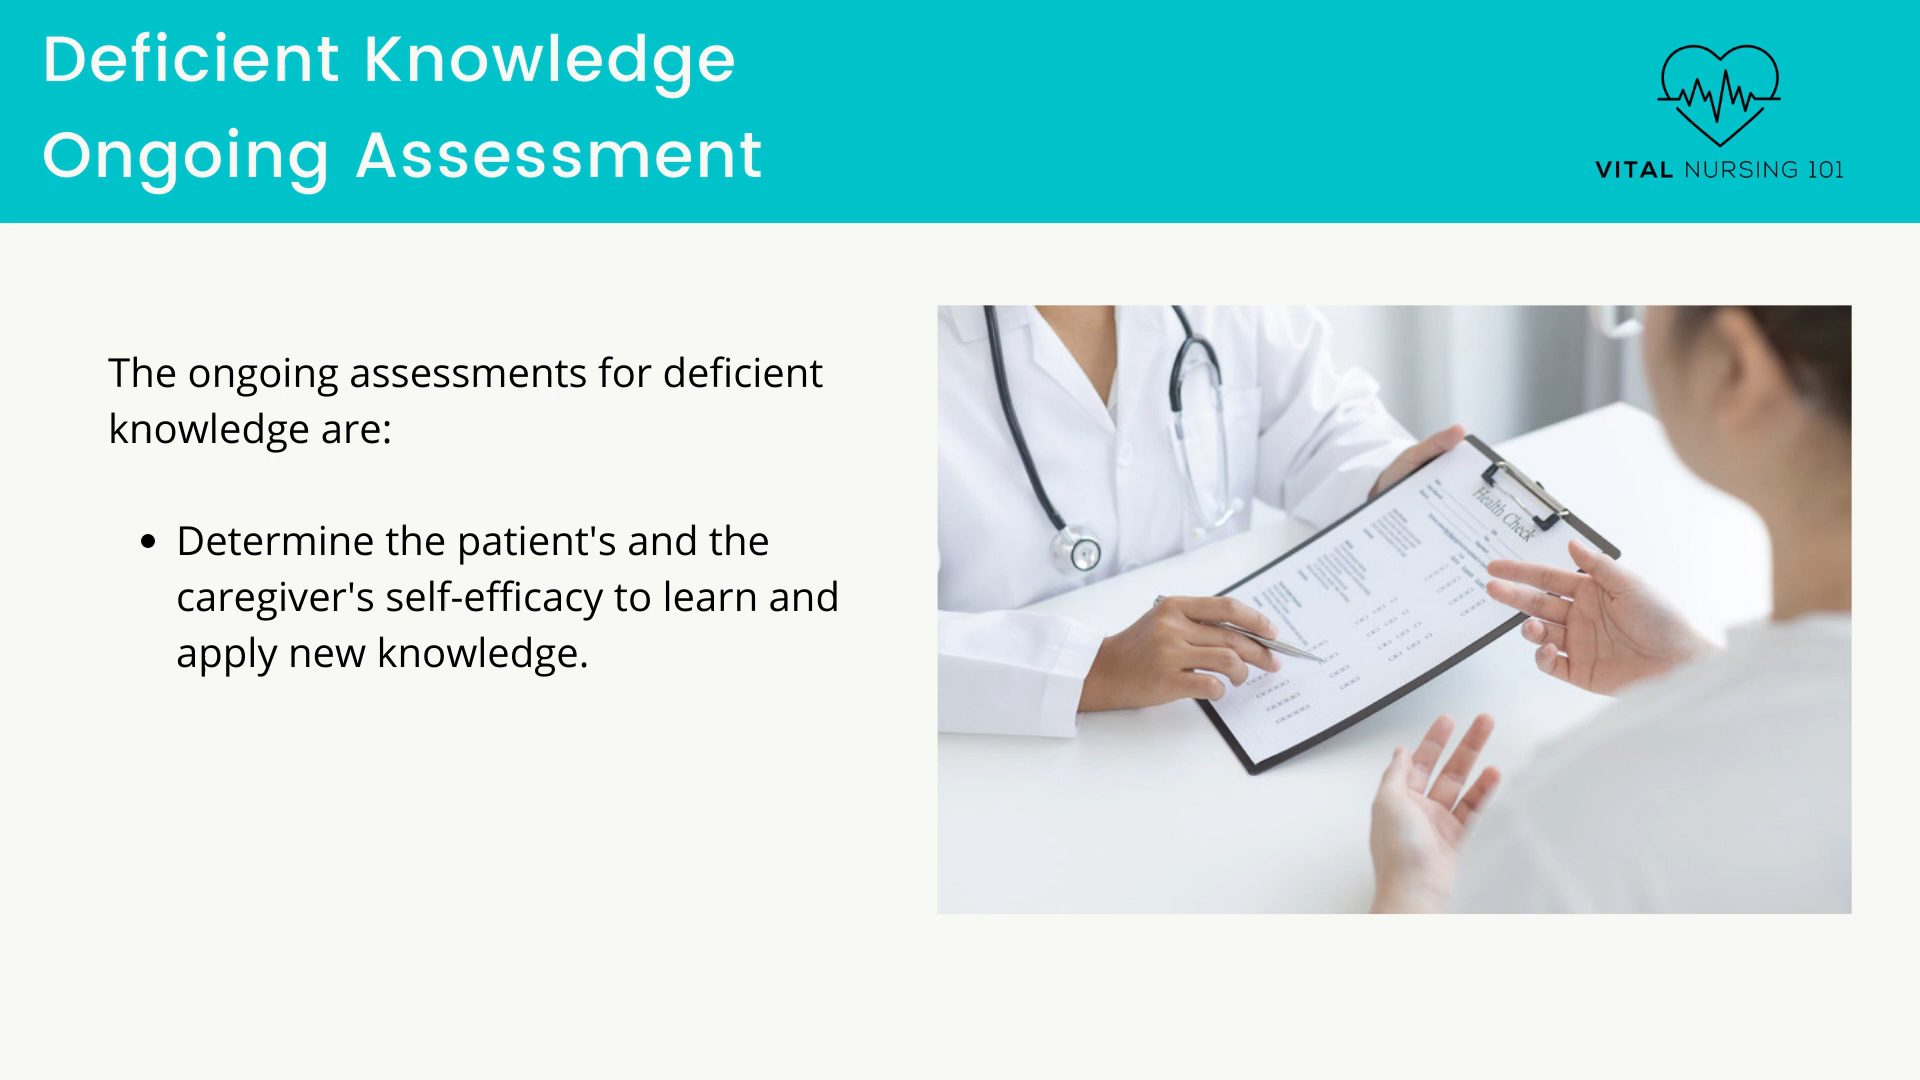 Deficient Knowledge
Ongoing Assessment
VITAL NURSING 101
The ongoing assessments for deficient
knowledge are:
• Determine the patient's and the
caregiver's self-efficacy to learn and
apply new knowledge.
Health Check